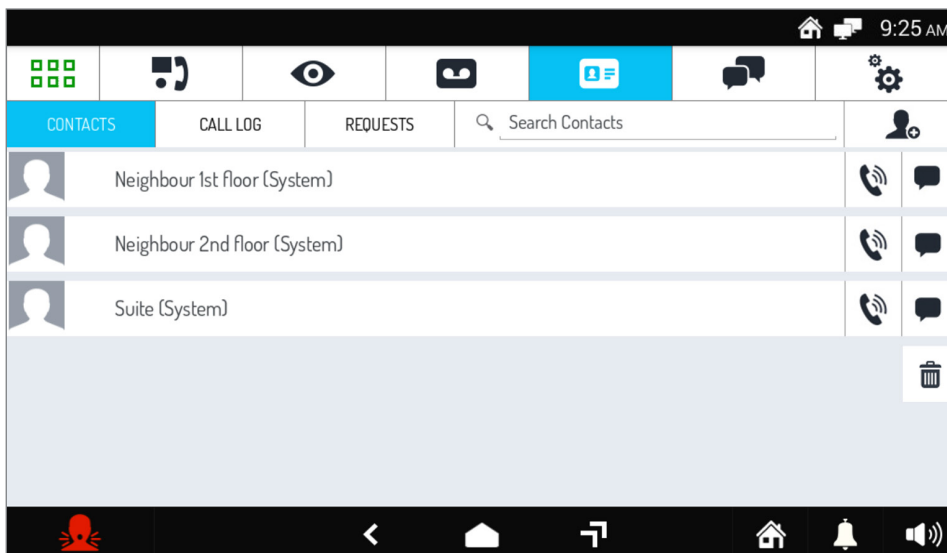 9:25 AM
CONTACTS CALL LOG REQUESTS Search Contacts
Neighbour 1st floor (System)
Neighbour 2nd floor (System)
Suite (System)